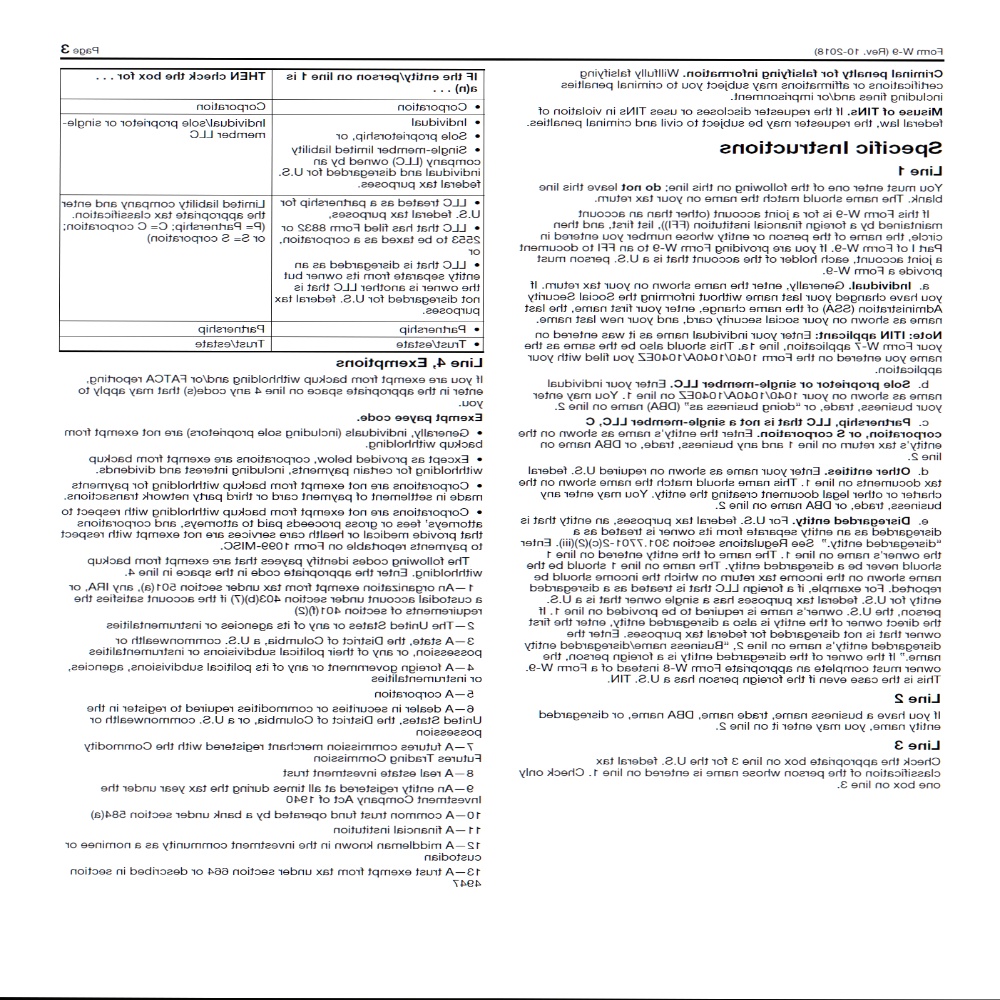 Form W-9 (Rev. 10-2018)
Page 3
Criminal penalty for falsifying information. Willfully falsifying
certifications or affirmations may subject you to criminal penalties
including fines and/or imprisonment.
Misuse of TINs. If the requester discloses or uses TINs in violation of
federal law, the requester may be subject to civil and criminal penalties.
Specific Instructions
Line 1
You must enter one of the following on this line; do not leave this line
blank. The name should match the name on your tax return.
If this Form W-9 is for a joint account (other than an account
maintained by a foreign financial institution (FFI)), list first, and then
circle, the name of the person or entity whose number you entered in
Part I of Form W-9. If you are providing Form W-9 to an FFI to document
a joint account, each holder of the account that is a U.S. person must
provide a Form W-9.
a. Individual. Generally, enter the name shown on your tax return. If
you have changed your last name without informing the Social Security
Administration (SSA) of the name change, enter your first name, the last
name as shown on your social security card, and your new last name.
Note: ITIN applicant: Enter your individual name as it was entered on
your Form W-7 application, line 1a. This should also be the same as the
name you entered on the Form 1040/1040A/1040EZ you filed with your
application.
b. Sole proprietor or single-member LLC. Enter your individual
name as shown on your 1040/1040A/1040EZ on line 1. You may enter
your business, trade, or “doing business as” (DBA) name on line 2.
c. Partnership, LLC that is not a single-member LLC, C
corporation, or S corporation. Enter the entity’s name as shown on the
entity’s tax return on line 1 and any business, trade, or DBA name on
line 2.
d. Other entities. Enter your name as shown on required U.S. federal
tax documents on line 1. This name should match the name shown on the
charter or other legal document creating the entity. You may enter any
business, trade, or DBA name on line 2.
e. Disregarded entity. For U.S. federal tax purposes, an entity that is
disregarded as an entity separate from its owner is treated as a
“disregarded entity.” See Regulations section 301.7701-2(c)(2)(iii). Enter
the owner’s name on line 1. The name of the entity entered on line 1
should never be a disregarded entity. The name on line 1 should be the
name shown on the income tax return on which the income should be
reported. For example, if a foreign LLC that is treated as a disregarded
entity for U.S. federal tax purposes has a single owner that is a U.S.
person, the U.S. owner’s name is required to be provided on line 1. If
the direct owner of the entity is also a disregarded entity, enter the first
owner that is not disregarded for federal tax purposes. Enter the
disregarded entity’s name on line 2, “Business name/disregarded entity
name.” If the owner of the disregarded entity is a foreign person, the
owner must complete an appropriate Form W-8 instead of a Form W-9.
This is the case even if the foreign person has a U.S. TIN.
Line 2
If you have a business name, trade name, DBA name, or disregarded
entity name, you may enter it on line 2.
Line 3
Check the appropriate box on line 3 for the U.S. federal tax
classification of the person whose name is entered on line 1. Check only
one box on line 3.
IF the entity/person on line 1 is
a(n) . . .
THEN check the box for . . .
• Corporation
Corporation
• Individual
• Sole proprietorship, or
• Single-member limited liability
company (LLC) owned by an
individual and disregarded for U.S.
federal tax purposes.
Individual/sole proprietor or single-
member LLC
• LLC treated as a partnership for
U.S. federal tax purposes,
• LLC that has filed Form 8832 or
2553 to be taxed as a corporation,
or
• LLC that is disregarded as an
entity separate from its owner but
the owner is another LLC that is
not disregarded for U.S. federal tax
purposes.
Limited liability company and enter
the appropriate tax classification.
(P= Partnership; C= C corporation;
or S= S corporation)
• Partnership
Partnership
• Trust/estate
Trust/estate
Line 4, Exemptions
If you are exempt from backup withholding and/or FATCA reporting,
enter in the appropriate space on line 4 any code(s) that may apply to
you.
Exempt payee code.
• Generally, individuals (including sole proprietors) are not exempt from
backup withholding.
• Except as provided below, corporations are exempt from backup
withholding for certain payments, including interest and dividends.
• Corporations are not exempt from backup withholding for payments
made in settlement of payment card or third party network transactions.
• Corporations are not exempt from backup withholding with respect to
attorneys’ fees or gross proceeds paid to attorneys, and corporations
that provide medical or health care services are not exempt with respect
to payments reportable on Form 1099-MISC.
The following codes identify payees that are exempt from backup
withholding. Enter the appropriate code in the space in line 4.
1—An organization exempt from tax under section 501(a), any IRA, or
a custodial account under section 403(b)(7) if the account satisfies the
requirements of section 401(f)(2)
2—The United States or any of its agencies or instrumentalities
3—A state, the District of Columbia, a U.S. commonwealth or
possession, or any of their political subdivisions or instrumentalities
4—A foreign government or any of its political subdivisions, agencies,
or instrumentalities
5—A corporation
6—A dealer in securities or commodities required to register in the
United States, the District of Columbia, or a U.S. commonwealth or
possession
7—A futures commission merchant registered with the Commodity
Futures Trading Commission
8—A real estate investment trust
9—An entity registered at all times during the tax year under the
Investment Company Act of 1940
10—A common trust fund operated by a bank under section 584(a)
11—A financial institution
12—A middleman known in the investment community as a nominee or
custodian
13—A trust exempt from tax under section 664 or described in section
4947